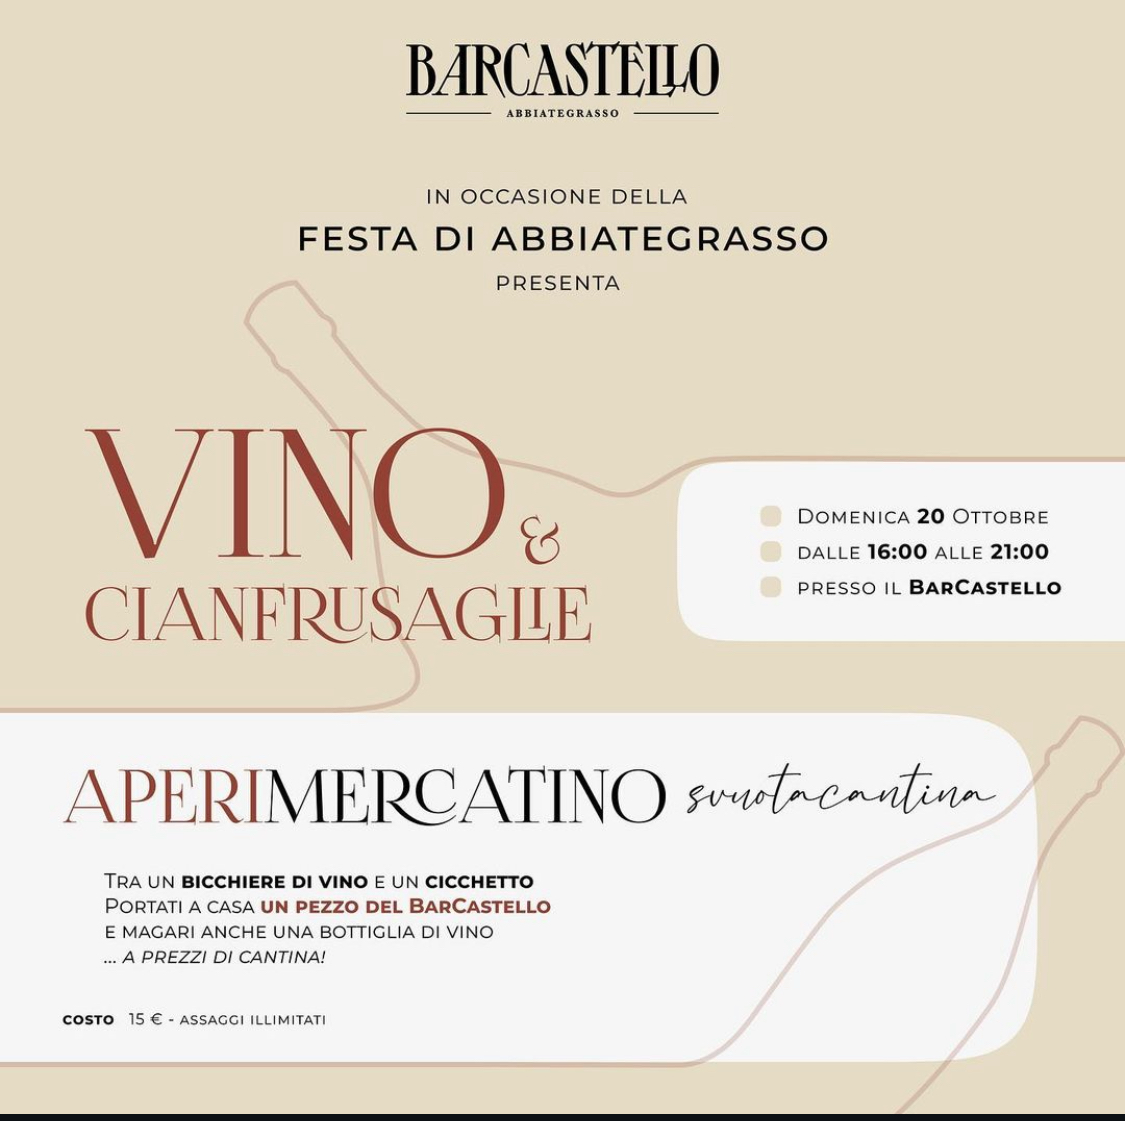 BARCASTELLO
ABBIATEGRASSO
IN OCCASIONE DELLA
FESTA DI ABBIATEGRASSO
PRESENTA
VINO &
CIANFRUSAGLIE
DOMENICA 20 OTTOBRE
DALLE 16:00 ALLE 21:00
PRESSO IL BARCASTELLO
APERIMERCATINO svuotacantina
TRA UN BICCHIERE DI VINO E UN CICCHETTO
PORTATI A CASA UN PEZZO DEL BARCASTELLO
E MAGARI ANCHE UNA BOTTIGLIA DI VINO
... A PREZZI DI CANTINA!
COSTO 15 € - ASSAGGI ILLIMITATI